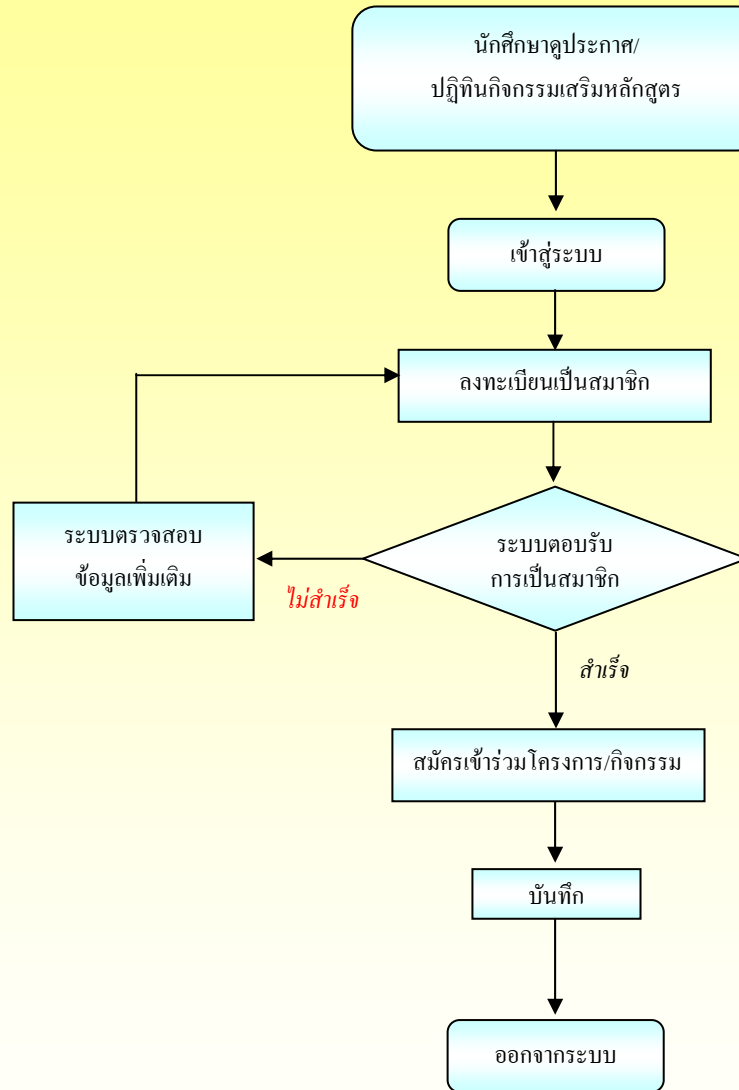 นักศึกษาดูประกาศ/
ปฏิทินกิจกรรมเสริมหลักสูตร
เข้าสู่ระบบ
ลงทะเบียนเป็นสมาชิก
ระบบตรวจสอบ
ข้อมูลเพิ่มเติม
ระบบตอบรับ
การเป็นสมาชิก
ไม่สำเร็จ
สำเร็จ
สมัครเข้าร่วมโครงการ/กิจกรรม
บันทึก
ออกจากระบบ